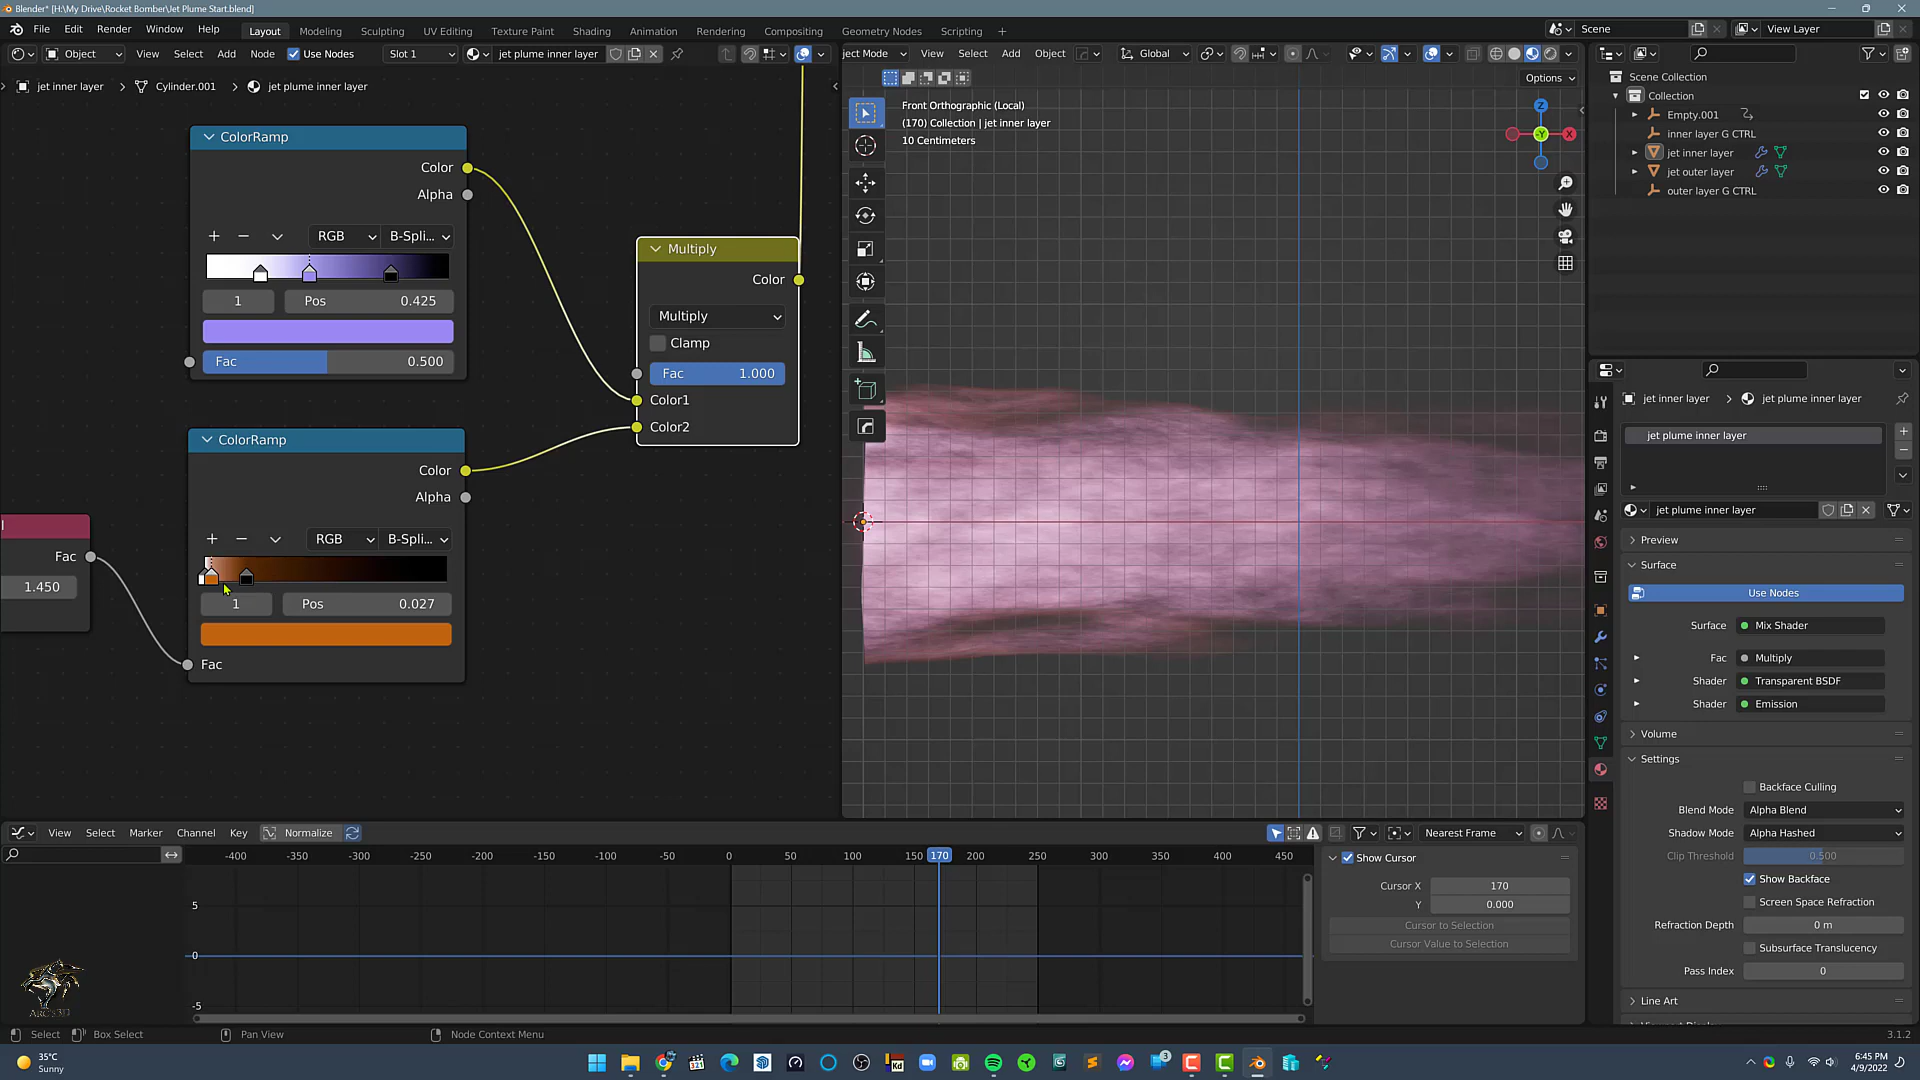 Blender* [H:\My Drive\Rocket Bomber\Jet Plume Start.blend]
File Edit Render Window Help Layout Modeling Sculpting UV Editing Texture Paint Shading Animation Rendering Compositing Geometry Nodes Scripting + Scene View Layer
Object View Select Add Node Use Nodes Slot 1 jet plume inner layer
ject Mode View Select Add Object Global
Options
jet inner layer > Cylinder.001 > jet plume inner layer
Front Orthographic (Local)
(170) Collection | jet inner layer
10 Centimeters
Z
-Y
X
Scene Collection
Collection
Empty.001
inner layer G CTRL
jet inner layer
jet outer layer
outer layer G CTRL
ColorRamp
Color
Alpha
RGB B-Spli...
1 Pos 0.425
Fac 0.500
Multiply
Color
Multiply
Clamp
Fac 1.000
Color1
Color2
ColorRamp
Color
Alpha
RGB B-Spli...
1 Pos 0.027
Fac
l
Fac
1.450
jet inner layer > jet plume inner layer
jet plume inner layer
jet plume inner layer
Preview
Surface
Use Nodes
Surface Mix Shader
Fac Multiply
Shader Transparent BSDF
Shader Emission
Volume
Settings
Backface Culling
Blend Mode Alpha Blend
Shadow Mode Alpha Hashed
Clip Threshold 0.500
Show Backface
Screen Space Refraction
Refraction Depth 0 m
Subsurface Translucency
Pass Index 0
Line Art
View Select Marker Channel Key Normalize Nearest Frame
-400 -350 -300 -250 -200 -150 -100 -50 0 50 100 150 170 200 250 300 350 400 450
5
0
-5
Show Cursor
Cursor X 170
Y 0.000
Cursor to Selection
Cursor Value to Selection
ARC'S3D
Select Box Select Pan View Node Context Menu 3.1.2
35°C
Sunny
321
Kd
3
6:45 PM
4/9/2022